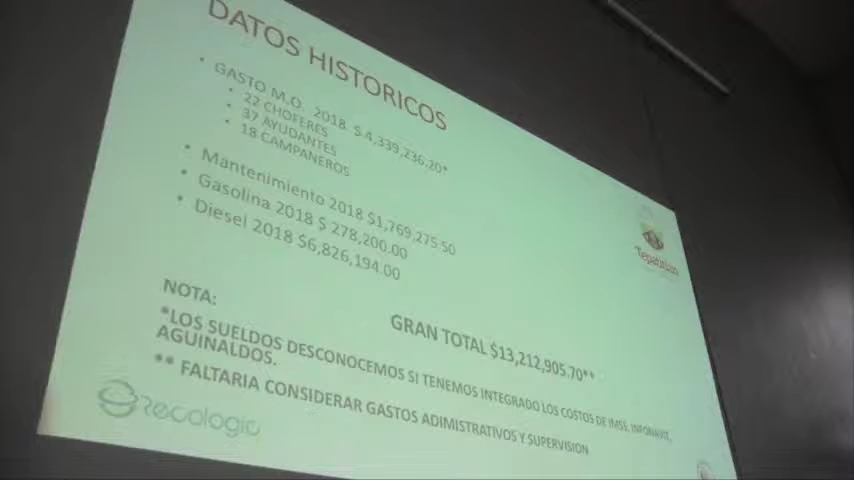 DATOS HISTORICOS
• GASTO M.O. 2018 $ 4,339,236.20*
• 22 CHOFERES
• 37 AYUDANTES
• 18 CAMPANEROS
• Mantenimiento 2018 $1,769,275.50
• Gasolina 2018 $ 278,200.00
• Diesel 2018 $6,826,194.00
Tepatitlán
GRAN TOTAL $13,212,905.70**
NOTA:
*LOS SUELDOS DESCONOCEMOS SI TENEMOS INTEGRADO LOS COSTOS DE IMSS, INFONAVIT,
AGUINALDOS.
** FALTARIA CONSIDERAR GASTOS ADIMISTRATIVOS Y SUPERVISION
Recologic